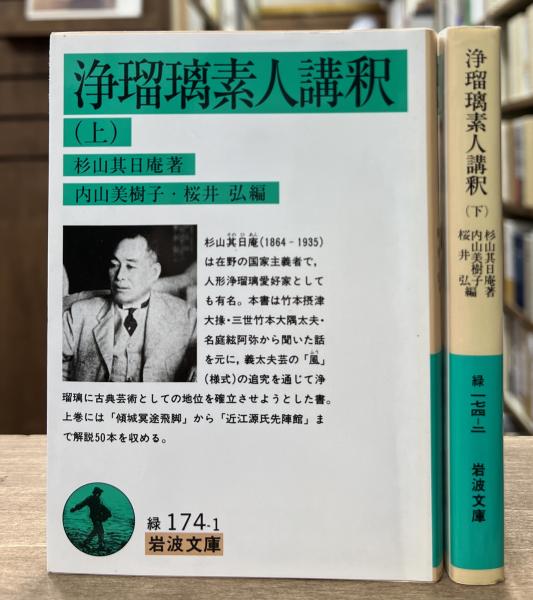 浄瑠璃素人講釈
(上)
杉山其日庵著
内山美樹子・桜井 弘編
杉山其日庵(1864-1935)
そのひあん
は在野の国家主義者で,
人形浄瑠璃愛好家として
も有名。本書は竹本摂津
大掾・三世竹本大隅太夫・
名庭絃阿弥から聞いた話
を元に,義太夫芸の「風」
ふう
(様式)の追究を通じて浄
瑠璃に古典芸術としての地位を確立させようとした書。
上巻には「傾城冥途飛脚」から「近江源氏先陣館」ま
で解説50本を収める。
緑 174-1
岩波文庫
浄瑠璃素人講釈
(下)
杉山其日庵著
内山美樹子
桜井 弘編
緑 一七四-二
岩波文庫